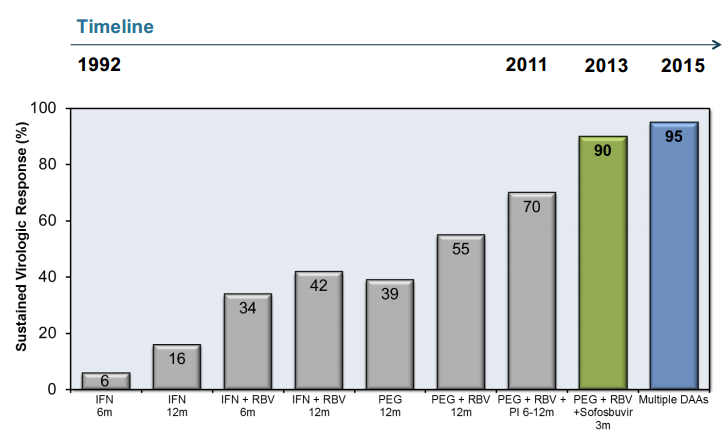 Timeline
1992 2011 2013 2015
Sustained Virologic Response (%)
100
80
60
40
20
0
6
16
34
42
39
55
70
90
95
IFN
6m
IFN
12m
IFN + RBV
6m
IFN + RBV
12m
PEG
12m
PEG + RBV
12m
PEG + RBV +
PI 6-12m
PEG + RBV
+Sofosbuvir
3m
Multiple DAAs